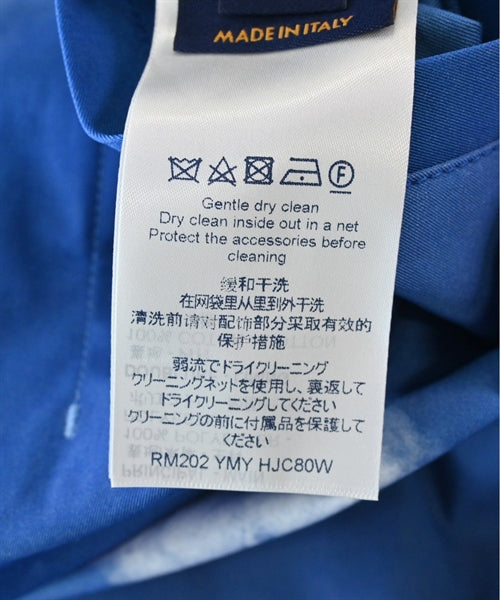 MADE IN ITALY
Gentle dry clean
Dry clean inside out in a net
Protect the accessories before
cleaning
缓和干洗
在网袋里从里到外干洗
清洗前请对配饰部分采取有效的
保护措施
弱流でドライクリーニング
クリーニングネットを使用し、裏返して
ドライクリーニングしてください
クリーニングの前に付属品を保護して
ください
RM202 YMY HJC80W